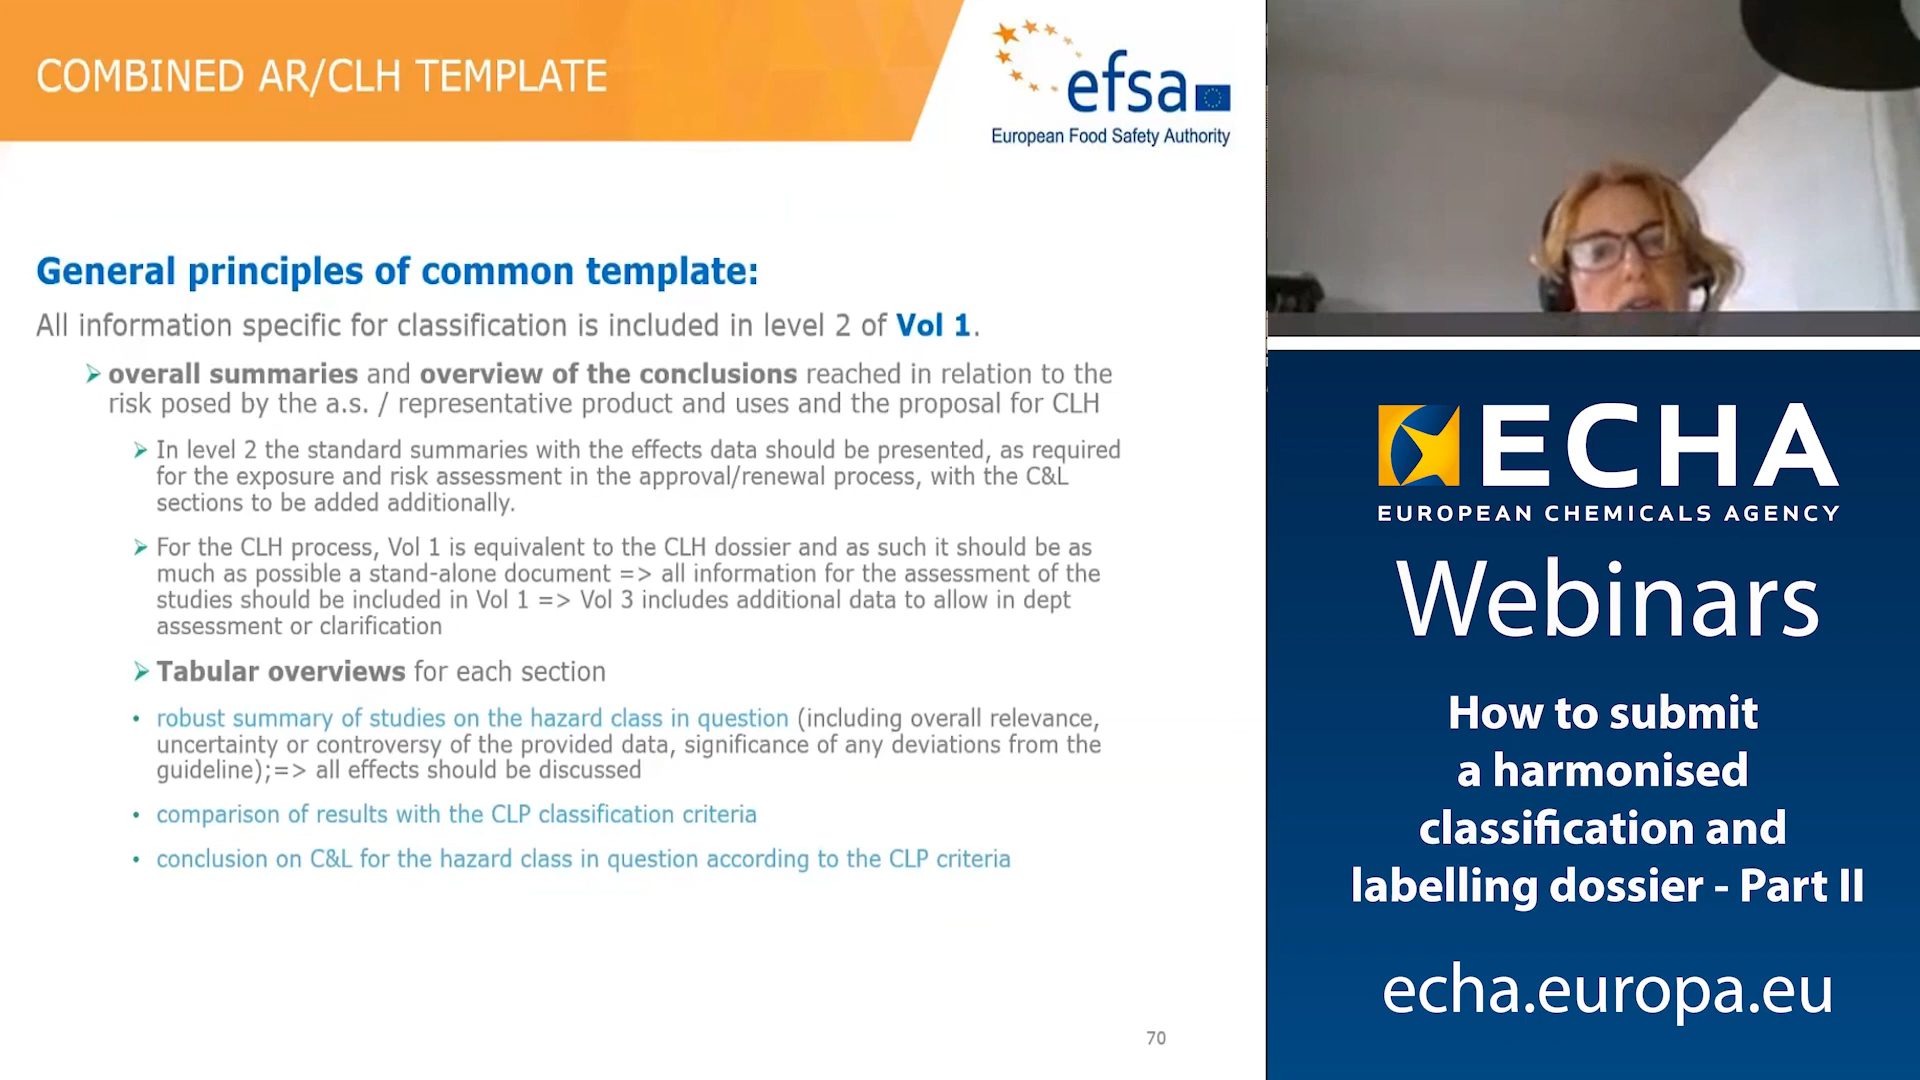 COMBINED AR/CLH TEMPLATE
efsa
European Food Safety Authority
General principles of common template:
All information specific for classification is included in level 2 of Vol 1.
overall summaries and overview of the conclusions reached in relation to the
risk posed by the a.s. / representative product and uses and the proposal for CLH
In level 2 the standard summaries with the effects data should be presented, as required
for the exposure and risk assessment in the approval/renewal process, with the C&L
sections to be added additionally.
For the CLH process, Vol 1 is equivalent to the CLH dossier and as such it should be as
much as possible a stand-alone document => all information for the assessment of the
studies should be included in Vol 1 => Vol 3 includes additional data to allow in dept
assessment or clarification
Tabular overviews for each section
• robust summary of studies on the hazard class in question (including overall relevance,
uncertainty or controversy of the provided data, significance of any deviations from the
guideline);=> all effects should be discussed
• comparison of results with the CLP classification criteria
• conclusion on C&L for the hazard class in question according to the CLP criteria
70
ECHA
EUROPEAN CHEMICALS AGENCY
Webinars
How to submit
a harmonised
classification and
labelling dossier - Part II
echa.europa.eu